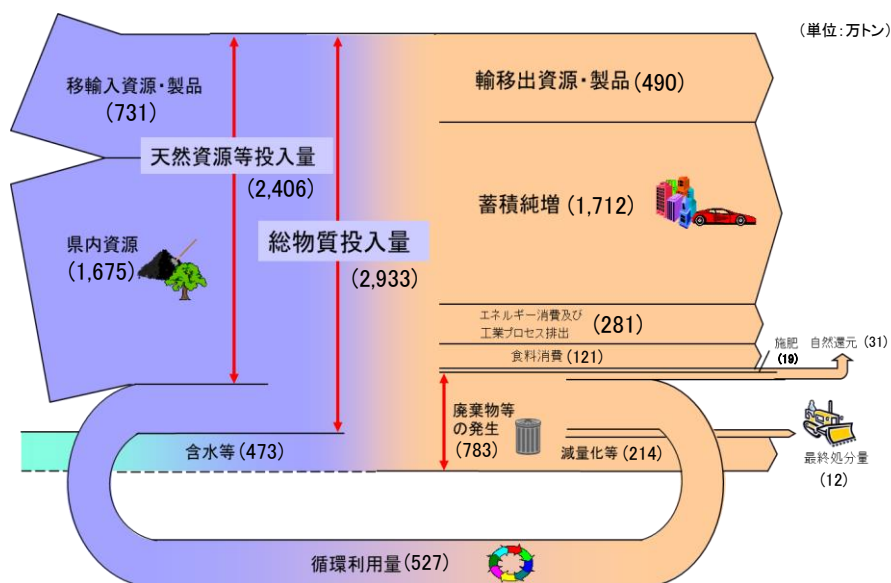 (単位:万トン)
移輸入資源・製品
(731)
輸移出資源・製品 (490)
天然資源等投入量
(2,406)
蓄積純増 (1,712)
県内資源
(1,675)
総物質投入量
(2,933)
エネルギー消費及び
工業プロセス排出 (281)
食料消費 (121)
施肥
(19)
自然還元 (31)
廃棄物等
の発生
(783)
含水等 (473)
減量化等 (214)
最終処分量
(12)
循環利用量 (527)